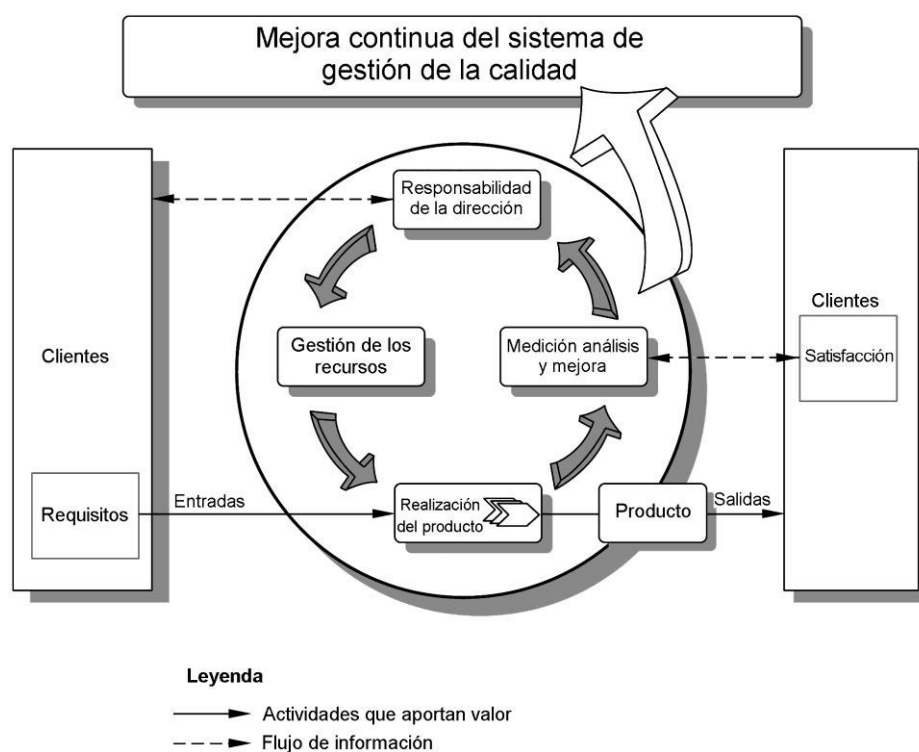 Mejora continua del sistema de
gestión de la calidad
Responsabilidad
de la dirección
Clientes
Gestión de los
recursos
Medición análisis
y mejora
Clientes
Satisfacción
Requisitos
Entradas
Realización
del producto
Producto
Salidas
Leyenda
Actividades que aportan valor
Flujo de información